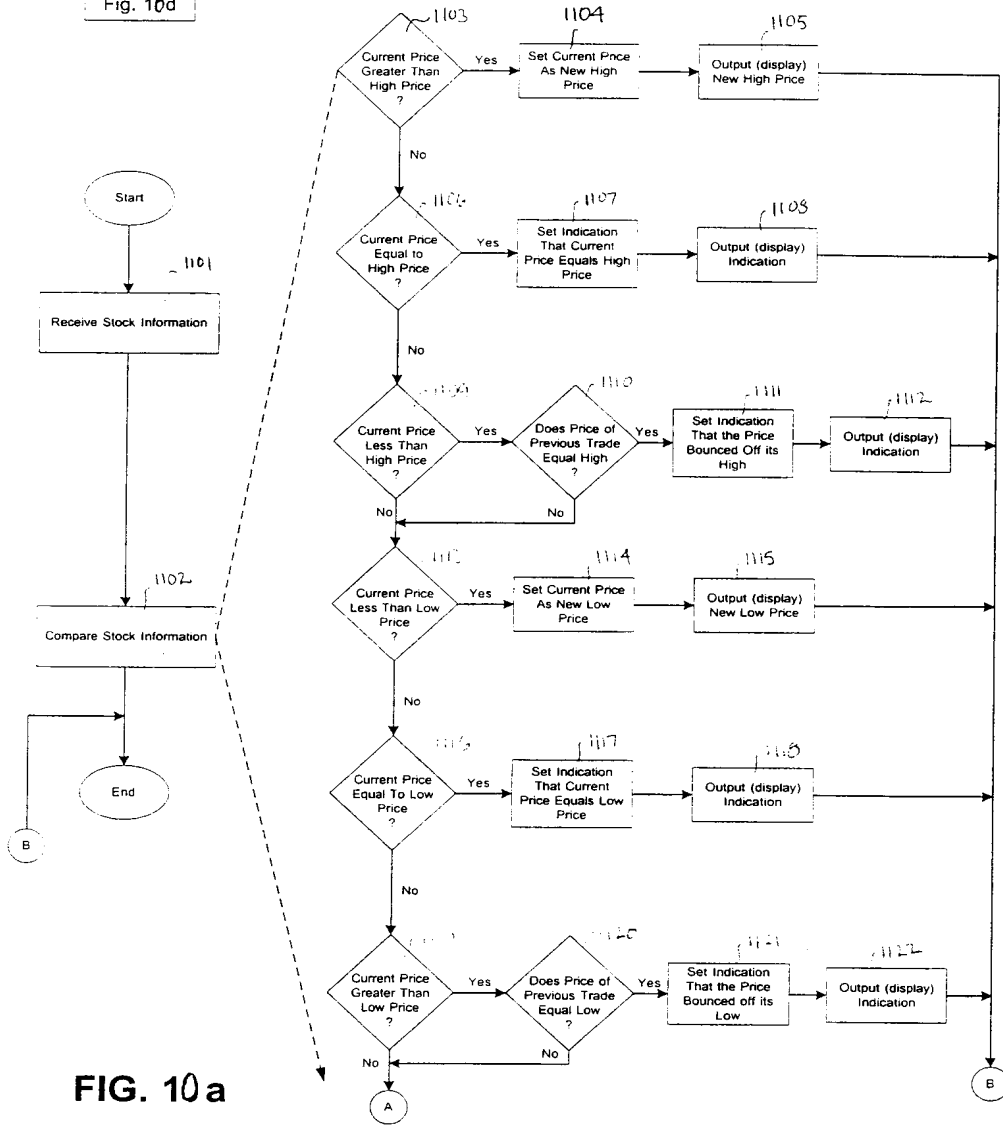 Fig. 10d
1103
Current Price
Greater Than
High Price
?
Yes
1104
Set Current Price
As New High
Price
1105
Output (display)
New High Price
No
Start
1106
Current Price
Equal to
High Price
?
Yes
1107
Set Indication
That Current
Price Equals High
Price
1108
Output (display)
Indication
No
1101
Receive Stock Information
1109
Current Price
Less Than
High Price
?
Yes
1110
Does Price of
Previous Trade
Equal High
?
Yes
1111
Set Indication
That the Price
Bounced Off its
High
1112
Output (display)
Indication
No
No
1113
Current Price
Less Than Low
Price
?
Yes
1114
Set Current Price
As New Low
Price
1115
Output (display)
New Low Price
No
1102
Compare Stock Information
1116
Current Price
Equal To Low
Price
?
Yes
1117
Set Indication
That Current
Price Equals Low
Price
1118
Output (display)
Indication
No
End
B
Current Price
Greater Than
Low Price
?
Yes
1120
Does Price of
Previous Trade
Equal Low
?
Yes
1121
Set Indication
That the Price
Bounced off its
Low
1122
Output (display)
Indication
No
No
A
B
FIG. 10a